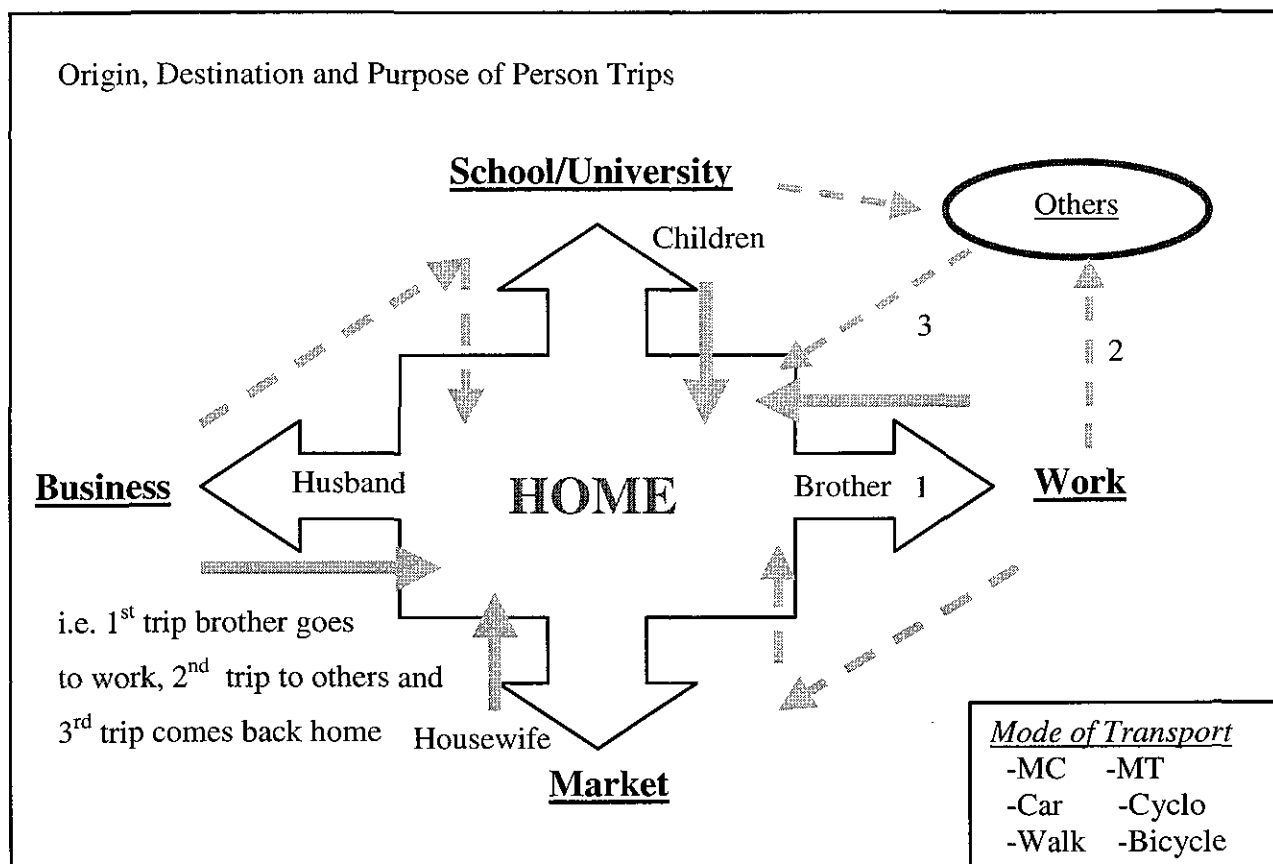 Origin, Destination and Purpose of Person Trips
School/University
Others
Children
3
2
Business
Husband
HOME
Brother 1
Work
i.e. 1st trip brother goes
to work, 2nd trip to others and
3rd trip comes back home
Housewife
Market
Mode of Transport
-MC -MT
-Car -Cyclo
-Walk -Bicycle